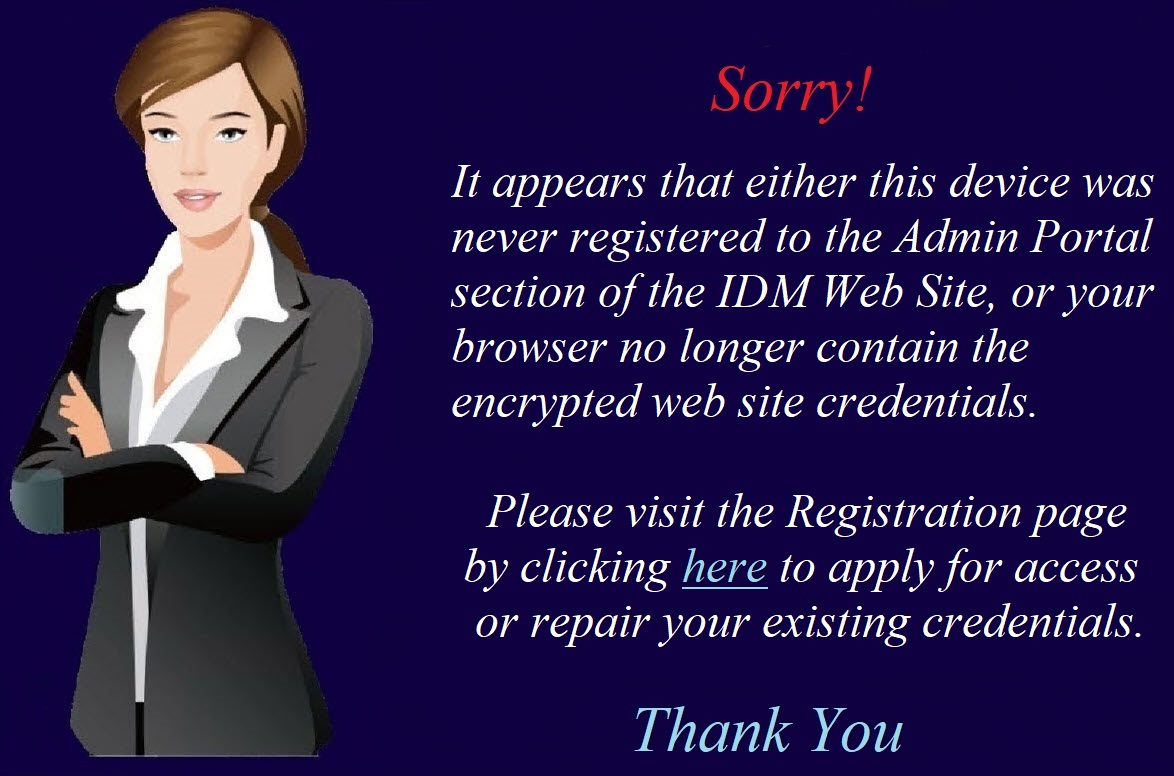 Sorry!
It appears that either this device was
never registered to the Admin Portal
section of the IDM Web Site, or your
browser no longer contain the
encrypted web site credentials.
Please visit the Registration page
by clicking here to apply for access
or repair your existing credentials.
Thank You